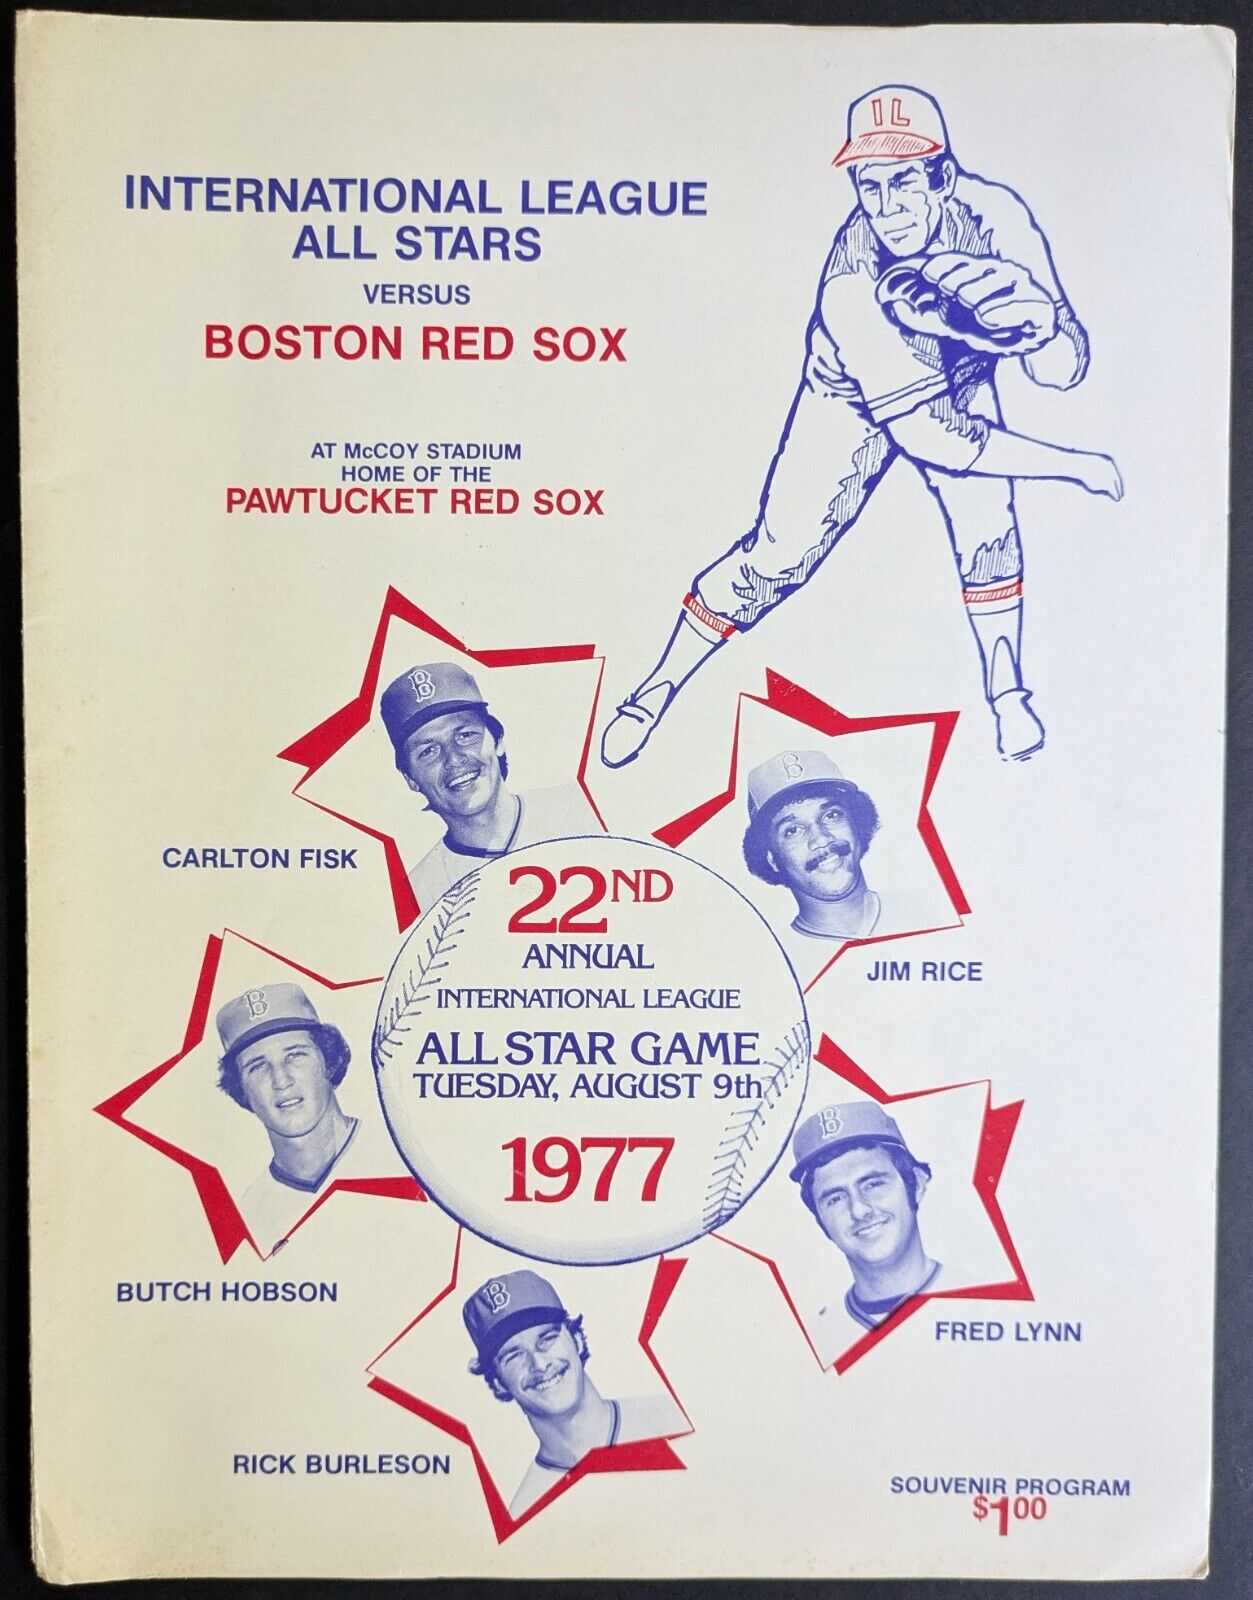 IL
INTERNATIONAL LEAGUE
ALL STARS
VERSUS
BOSTON RED SOX
AT McCOY STADIUM
HOME OF THE
PAWTUCKET RED SOX
B
B
CARLTON FISK
JIM RICE
22ND
ANNUAL
INTERNATIONAL LEAGUE
ALL STAR GAME
TUESDAY, AUGUST 9th
1977
B
B
BUTCH HOBSON
FRED LYNN
B
RICK BURLESON
SOUVENIR PROGRAM
$1.00